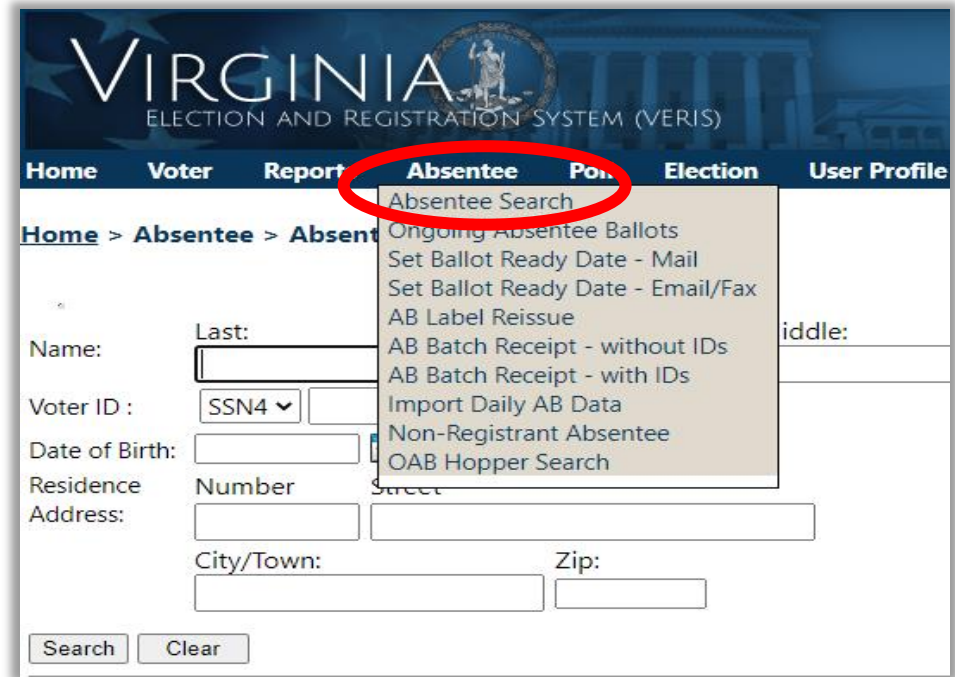 VIRGINIA
ELECTION AND REGISTRATION SYSTEM (VERIS)
Home Voter Report Absentee Poll Election User Profile
Absentee Search
Ongoing Absentee Ballots
Set Ballot Ready Date - Mail
Set Ballot Ready Date - Email/Fax
AB Label Reissue
AB Batch Receipt - without IDs
AB Batch Receipt - with IDs
Import Daily AB Data
Non-Registrant Absentee
OAB Hopper Search
Home > Absentee > Absent
Last: iddle:
Name:
Voter ID : SSN4
Date of Birth:
Residence Address: Number Street
City/Town: Zip:
Search Clear